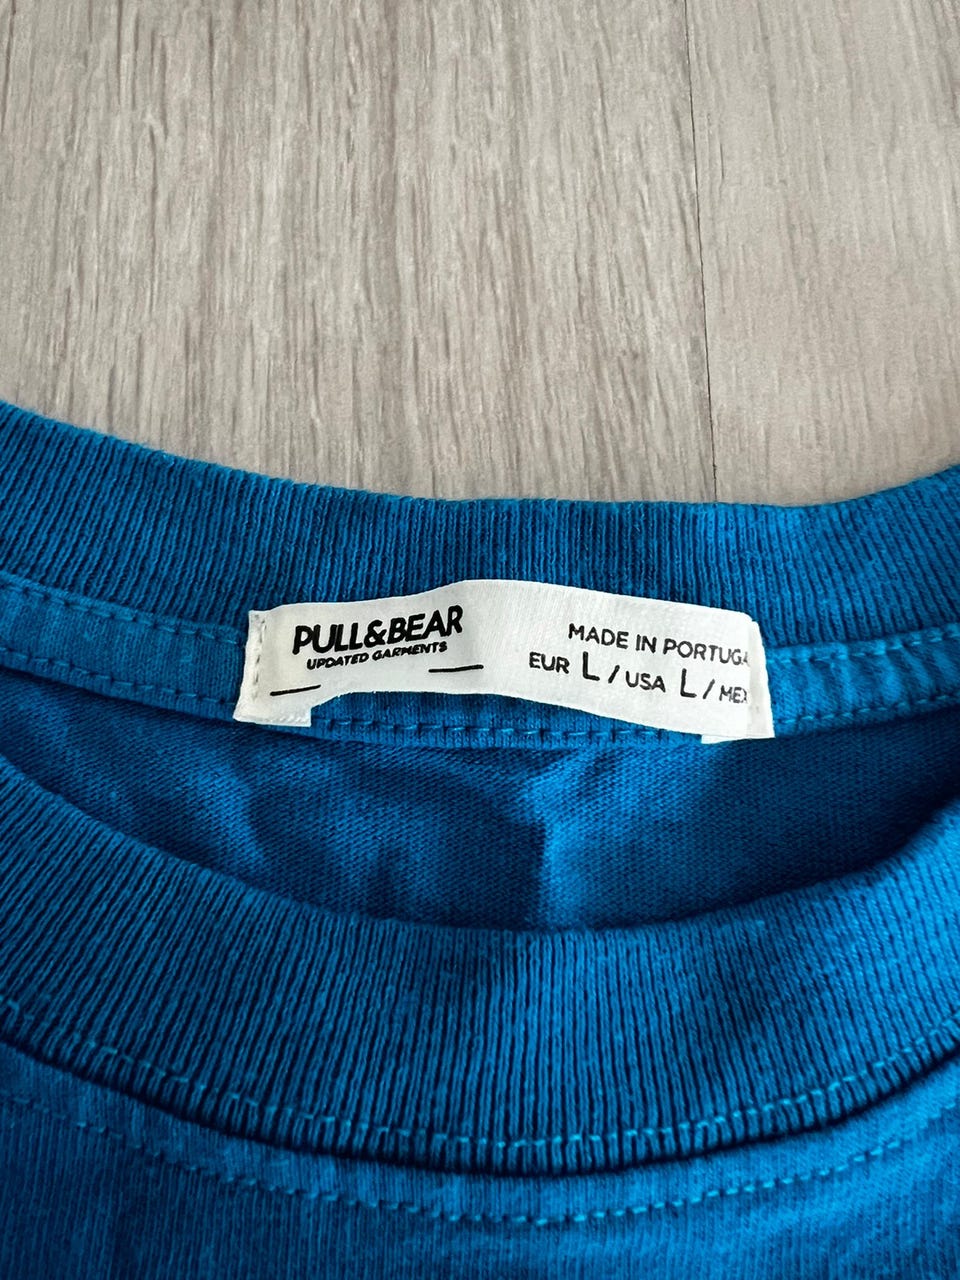 PULL&BEAR
UPDATED GARMENTS
MADE IN PORTUGA
EUR L / USA L / MEX